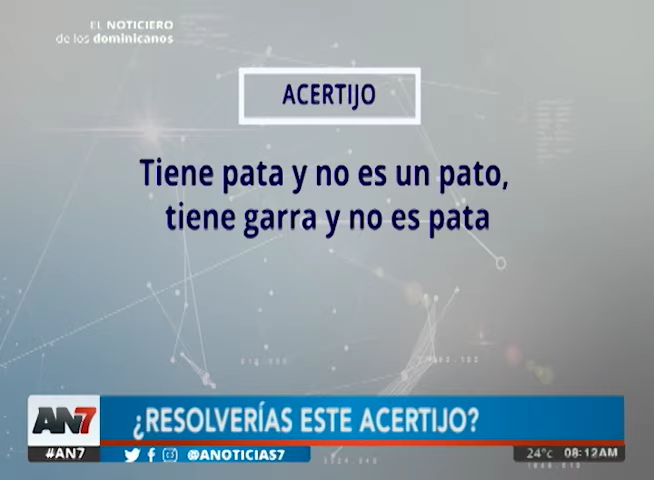 EL NOTICIERO
de los dominicanos
ACERTIJO
Tiene pata y no es un pato,
tiene garra y no es pata
AN7
¿RESOLVERÍAS ESTE ACERTIJO?
#AN7
@ANOTICIAS7
24°c 08:12AM